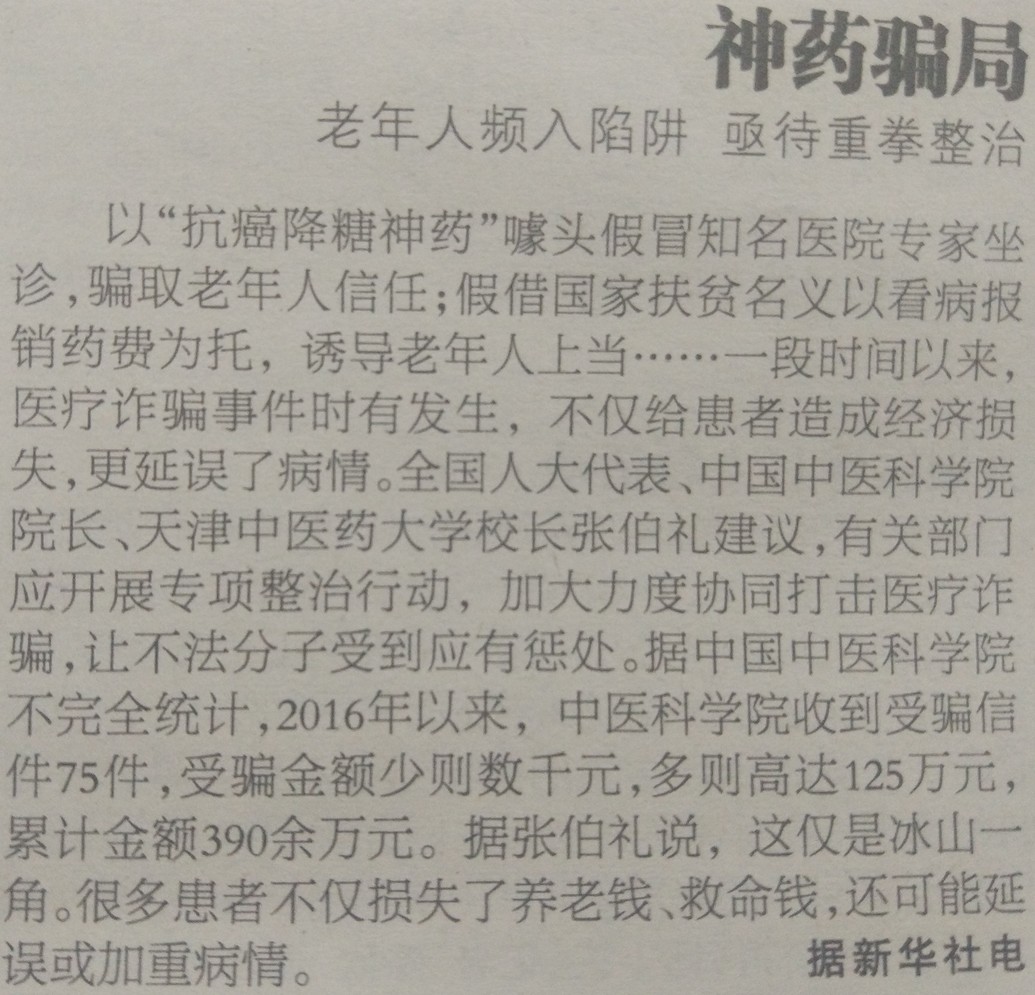 神药骗局
老年人频入陷阱 亟待重拳整治
以“抗癌降糖神药”噱头假冒知名医院专家坐
诊,骗取老年人信任;假借国家扶贫名义以看病报
销药费为托，诱导老年人上当……一段时间以来,
医疗诈骗事件时有发生，不仅给患者造成经济损
失,更延误了病情。全国人大代表、中国中医科学院
院长、天津中医药大学校长张伯礼建议,有关部门
应开展专项整治行动，加大力度协同打击医疗诈
骗,让不法分子受到应有惩处。据中国中医科学院
不完全统计,2016年以来，中医科学院收到受骗信
件75件,受骗金额少则数千元,多则高达125万元,
累计金额390余万元。据张伯礼说，这仅是冰山一
角。很多患者不仅损失了养老钱、救命钱,还可能延
误或加重病情。 据新华社电